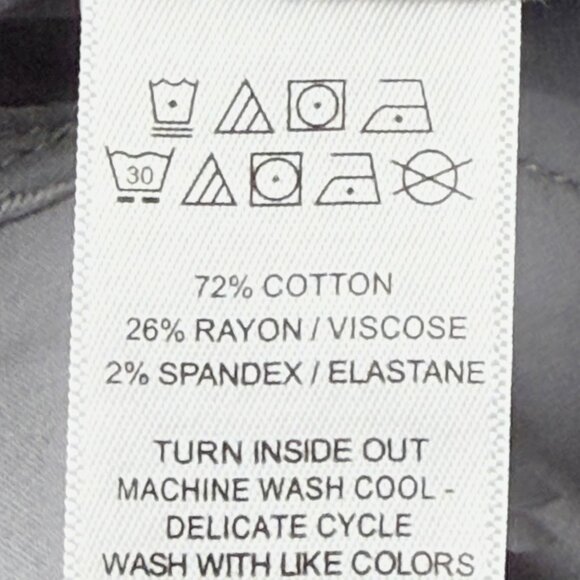 30
72% COTTON
26% RAYON / VISCOSE
2% SPANDEX / ELASTANE
TURN INSIDE OUT
MACHINE WASH COOL -
DELICATE CYCLE
WASH WITH LIKE COLORS